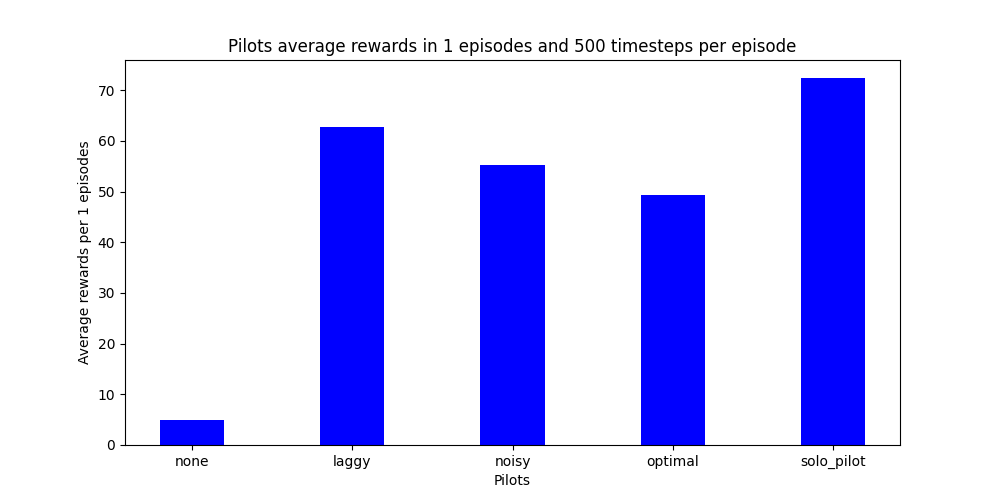 Pilots average rewards in 1 episodes and 500 timesteps per episode
Average rewards per 1 episodes
70
60
50
40
30
20
10
0
none laggy noisy optimal solo_pilot
Pilots